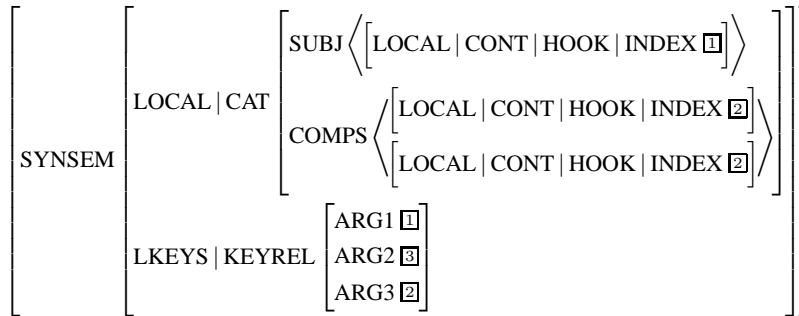 SUBJ ⟨[LOCAL | CONT | HOOK | INDEX 1]⟩
LOCAL | CAT
[LOCAL | CONT | HOOK | INDEX 2]
COMPS
[LOCAL | CONT | HOOK | INDEX 2]
SYNSEM
ARG1 1
LKEYS | KEYREL
ARG2 3
ARG3 2